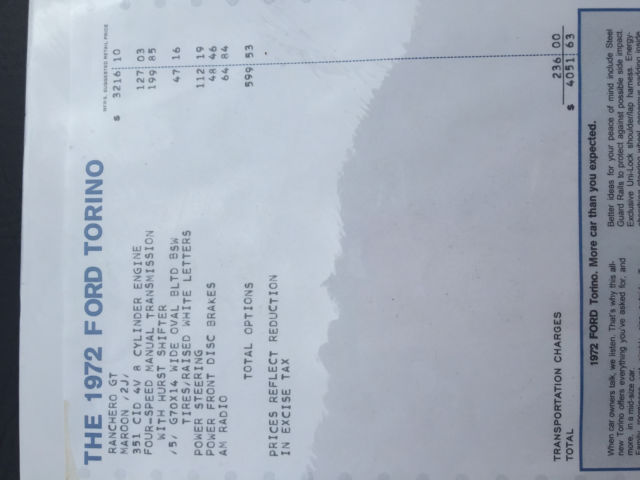 THE 1972 FORD TORINO
MFR'S. SUGGESTED RETAIL PRICE
RANCHERO GT $ 3216 10
MAROON /2J/
351 CID 4V 8 CYLINDER ENGINE 127 03
FOUR-SPEED MANUAL TRANSMISSION 199 85
WITH HURST SHIFTER
/5/ G70X14 WIDE OVAL BLTD BSW 47 16
TIRES/RAISED WHITE LETTERS
POWER STEERING 112 19
POWER FRONT DISC BRAKES 48 46
AM RADIO 64 84
TOTAL OPTIONS 599 53
PRICES REFLECT REDUCTION
IN EXCISE TAX
TRANSPORTATION CHARGES 236 00
TOTAL $ 4051 63
1972 FORD Torino. More car than you expected.
When car owners talk, we listen. That's why this all-
new Torino offers everything you've asked for, and
more, in a mid-size car.
Better ideas for your peace of mind include Steel
Guard Rails to protect against possible side impact.
Exclusive Uni-Lock shoulder/lap harness. Energy-